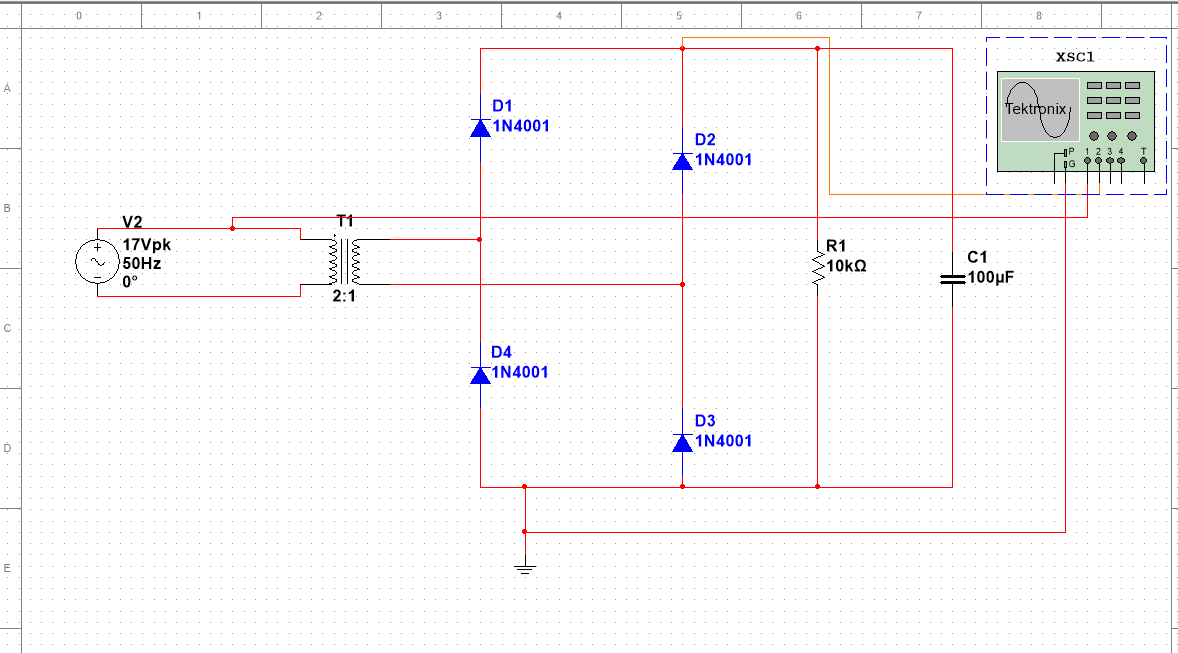 0 1 2 3 4 5 6 7 8
A
B
C
D
E
XSC1
Tektronix
P
G
1 2 3 4 T
D1
1N4001
D2
1N4001
V2
17Vpk
50Hz
0°
+
T1
2:1
R1
10kΩ
C1
100µF
D4
1N4001
D3
1N4001